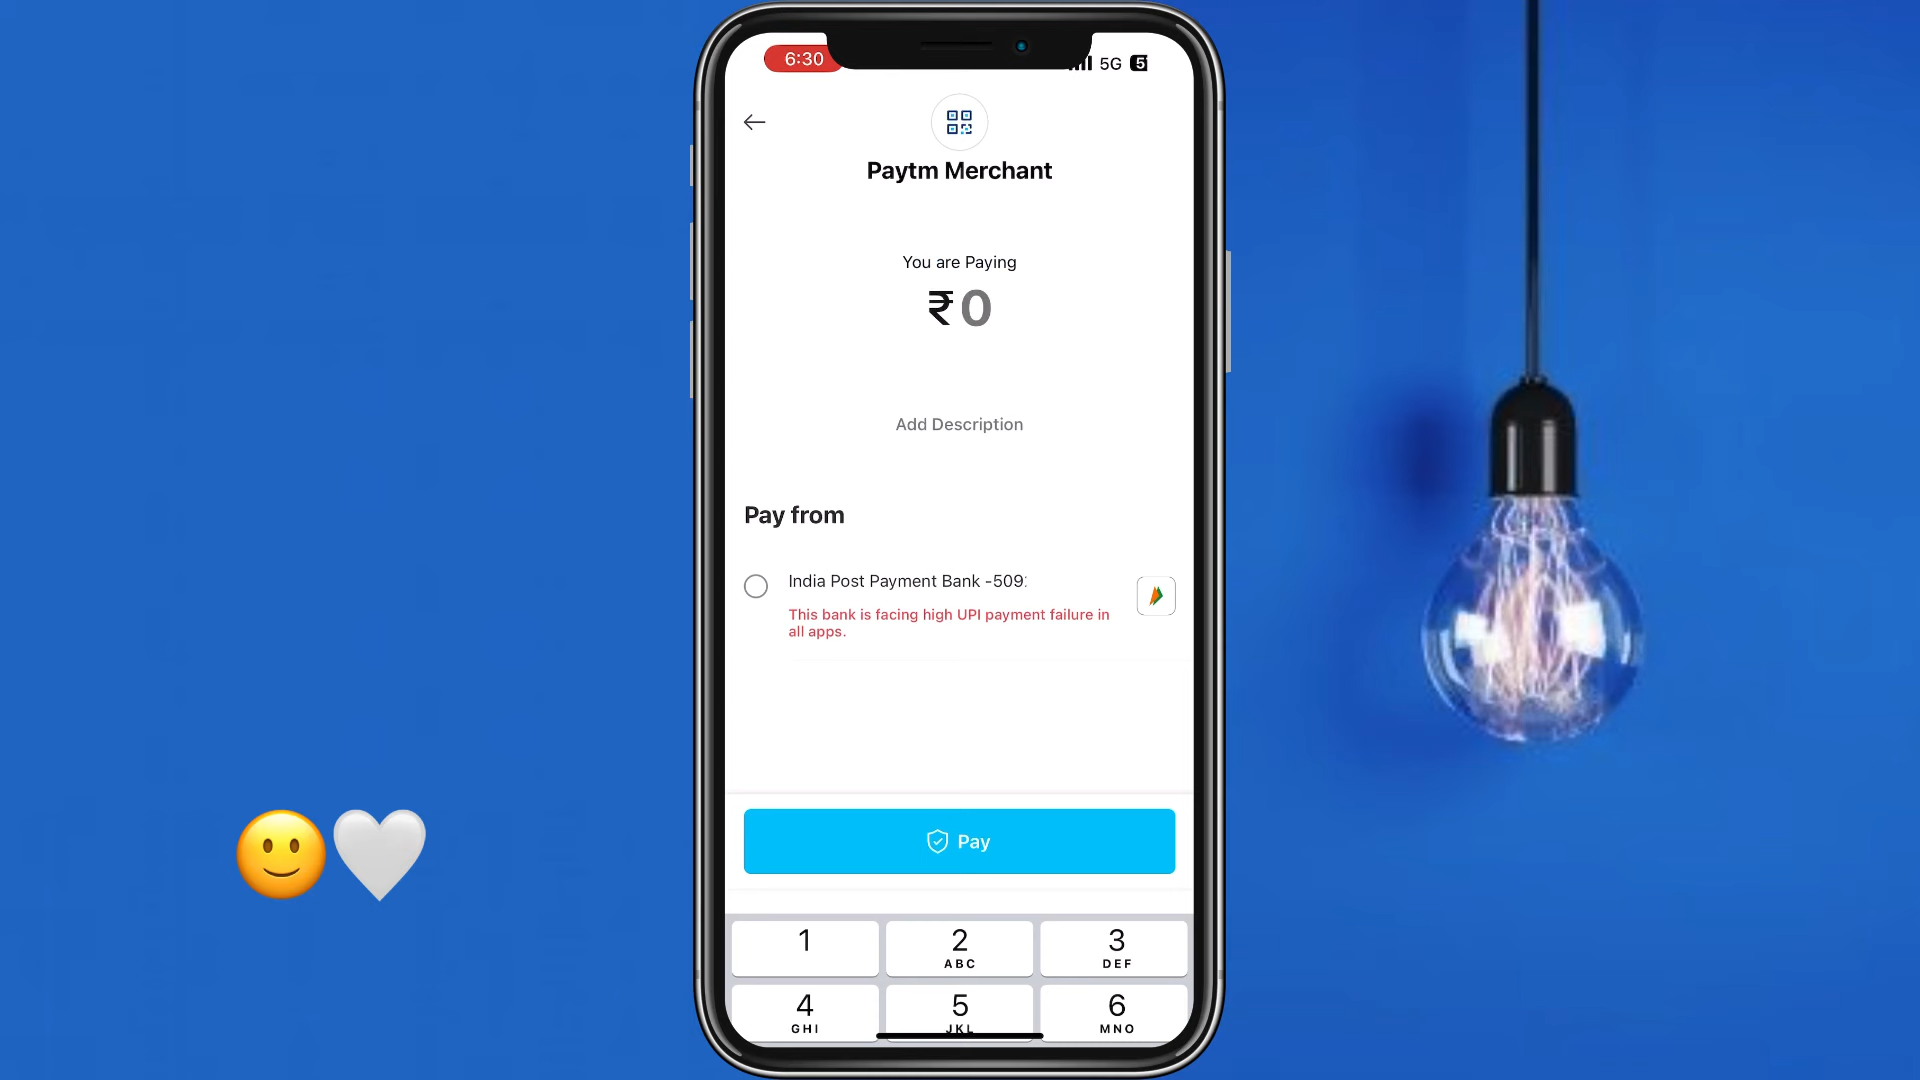 6:30
5G 5
Paytm Merchant
You are Paying
₹0
Add Description
Pay from
India Post Payment Bank -509
This bank is facing high UPI payment failure in
all apps.
Pay
1 2 3
ABC DEF
4 5 6
GHI JKL MNO